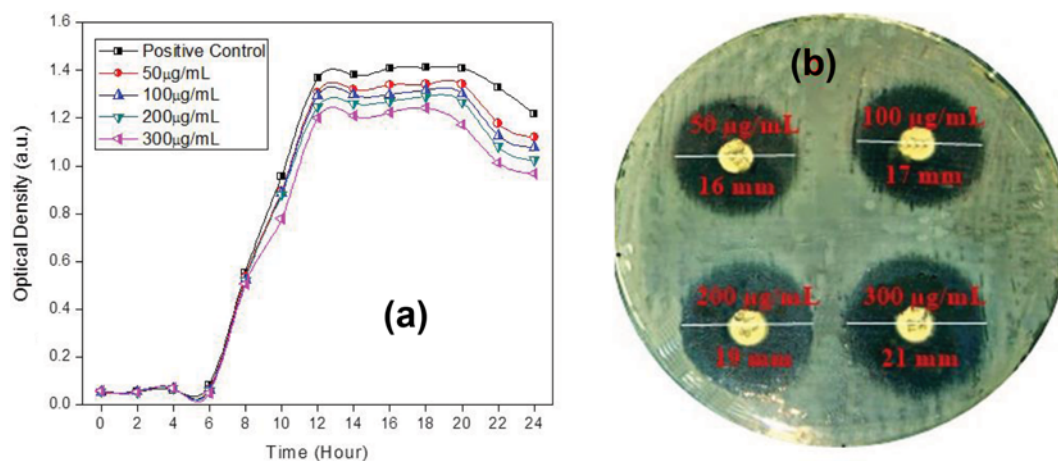 1.6
1.4
1.2
1.0
0.8
0.6
0.4
0.2
0.0
Optical Density (a.u.)
Positive Control
50μg/mL
100μg/mL
200μg/mL
300μg/mL
(a)
0 2 4 6 8 10 12 14 16 18 20 22 24
Time (Hour)
(b)
50 μg/mL
16 mm
100 μg/mL
17 mm
200 μg/mL
19 mm
300 μg/mL
21 mm